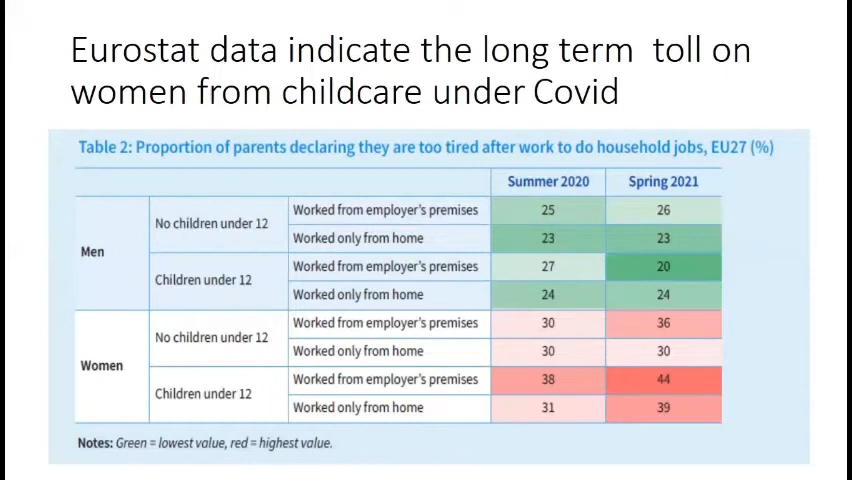 Eurostat data indicate the long term toll on
women from childcare under Covid
Table 2: Proportion of parents declaring they are too tired after work to do household jobs, EU27 (%)
Summer 2020 Spring 2021
Men No children under 12 Worked from employer's premises 25 26
Worked only from home 23 23
Children under 12 Worked from employer's premises 27 20
Worked only from home 24 24
Women No children under 12 Worked from employer's premises 30 36
Worked only from home 30 30
Children under 12 Worked from employer's premises 38 44
Worked only from home 31 39
Notes: Green = lowest value, red = highest value.